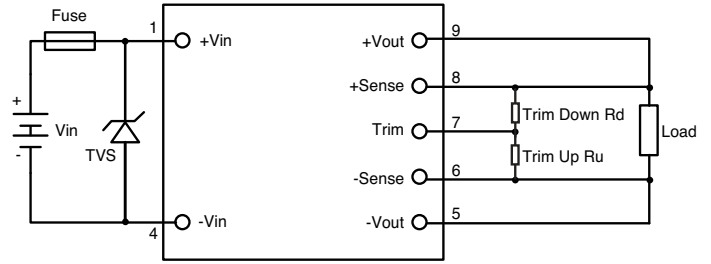 Fuse
1
+Vin
+Vout
9
+Sense
8
+
Vin
-
TVS
Trim
7
Trim Down Rd
Trim Up Ru
Load
-Sense
6
4
-Vin
-Vout
5